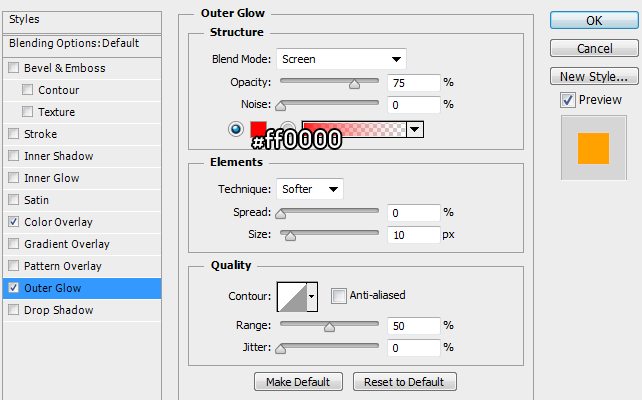 Styles
Blending Options:Default
Bevel & Emboss
Contour
Texture
Stroke
Inner Shadow
Inner Glow
Satin
Color Overlay
Gradient Overlay
Pattern Overlay
Outer Glow
Drop Shadow
Outer Glow
Structure
Blend Mode: Screen
Opacity: 75 %
Noise: 0 %
#ff0000
Elements
Technique: Softer
Spread: 0 %
Size: 10 px
Quality
Contour: Anti-aliased
Range: 50 %
Jitter: 0 %
Make Default Reset to Default
OK
Cancel
New Style...
Preview